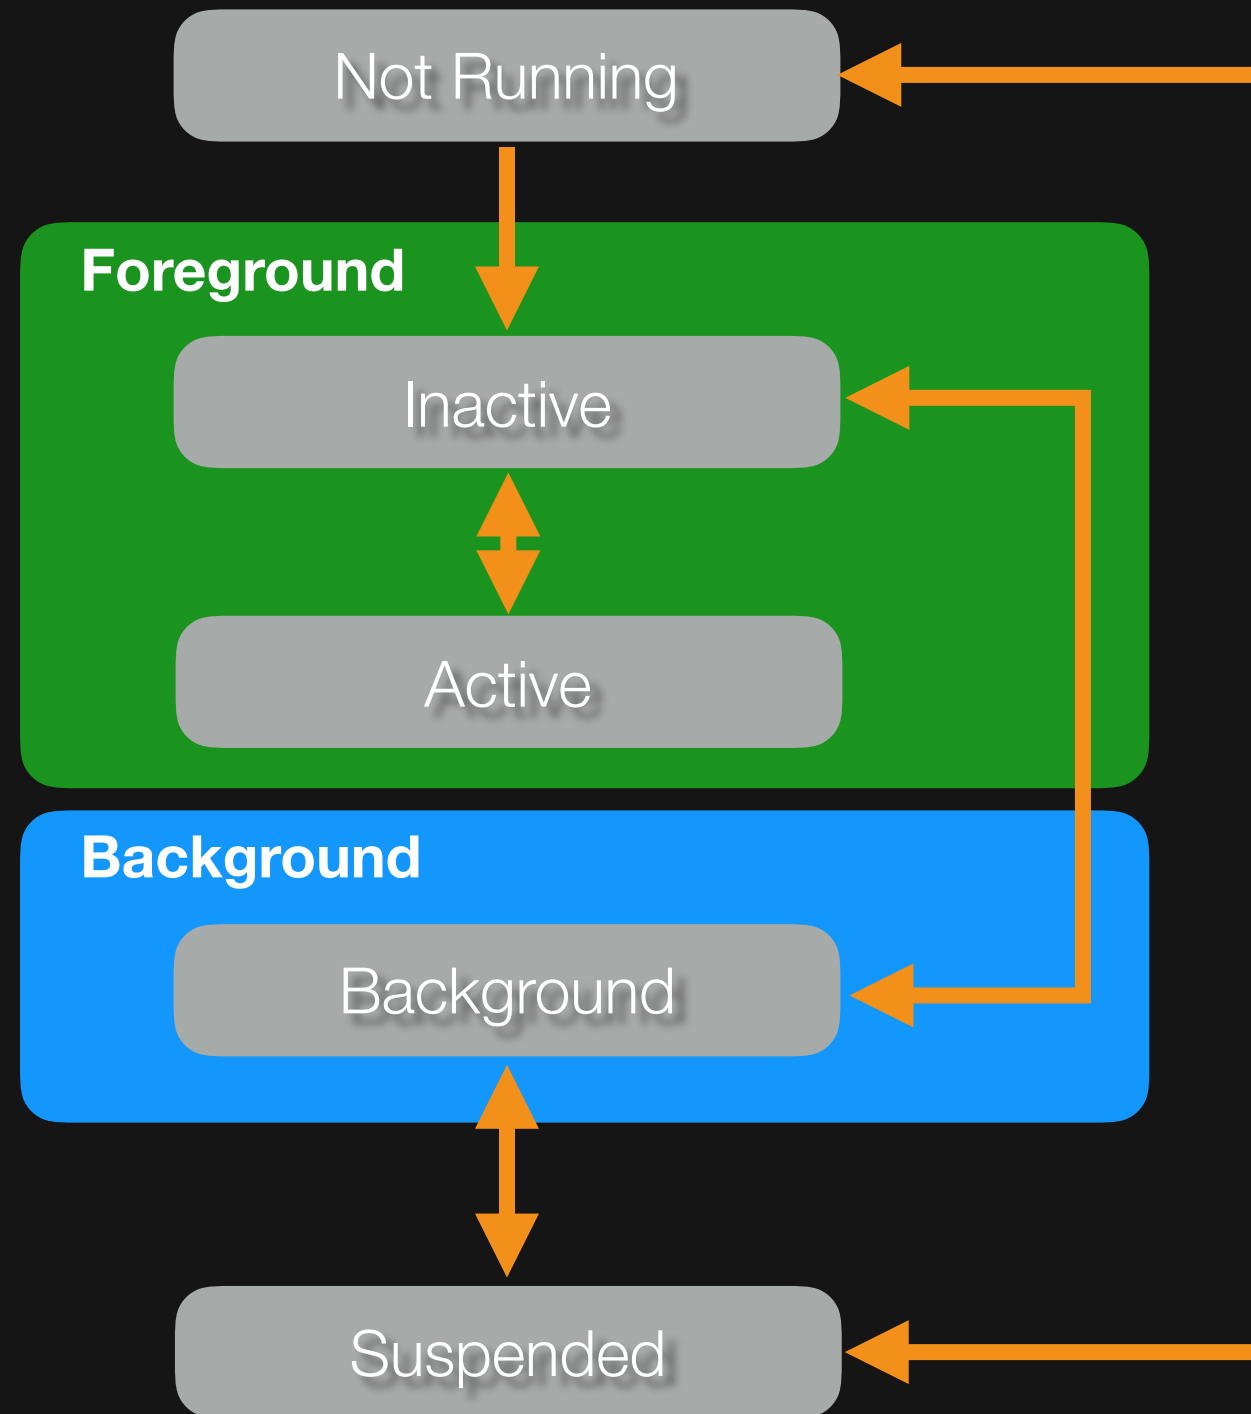 Not Running
Foreground
Inactive
Active
Background
Background
Suspended